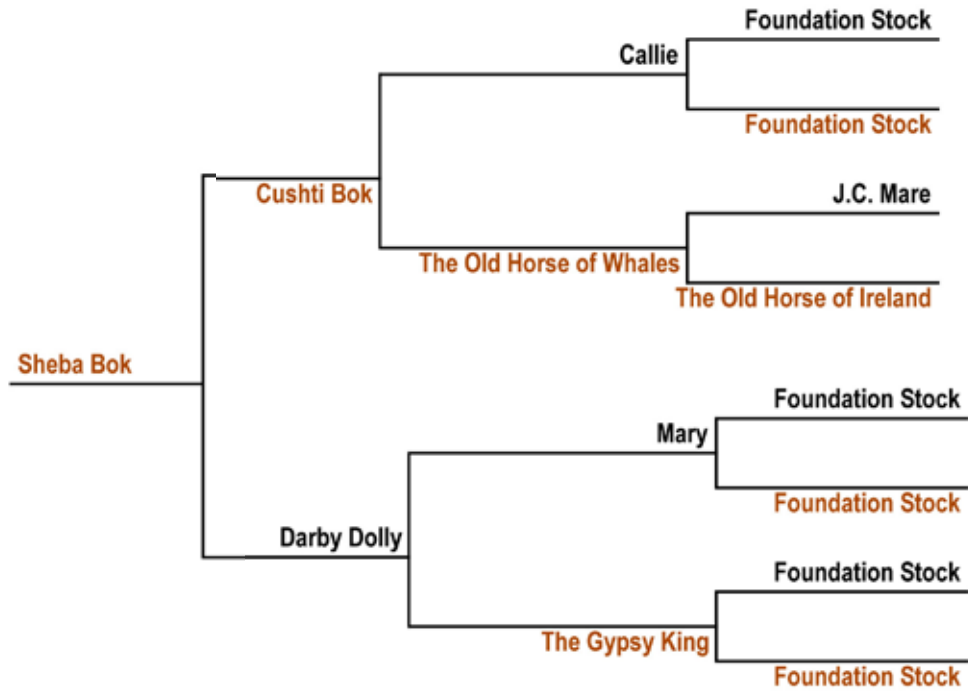 Foundation Stock
Callie
Foundation Stock
Cushti Bok
J.C. Mare
The Old Horse of Whales
The Old Horse of Ireland
Sheba Bok
Foundation Stock
Mary
Foundation Stock
Darby Dolly
Foundation Stock
The Gypsy King
Foundation Stock